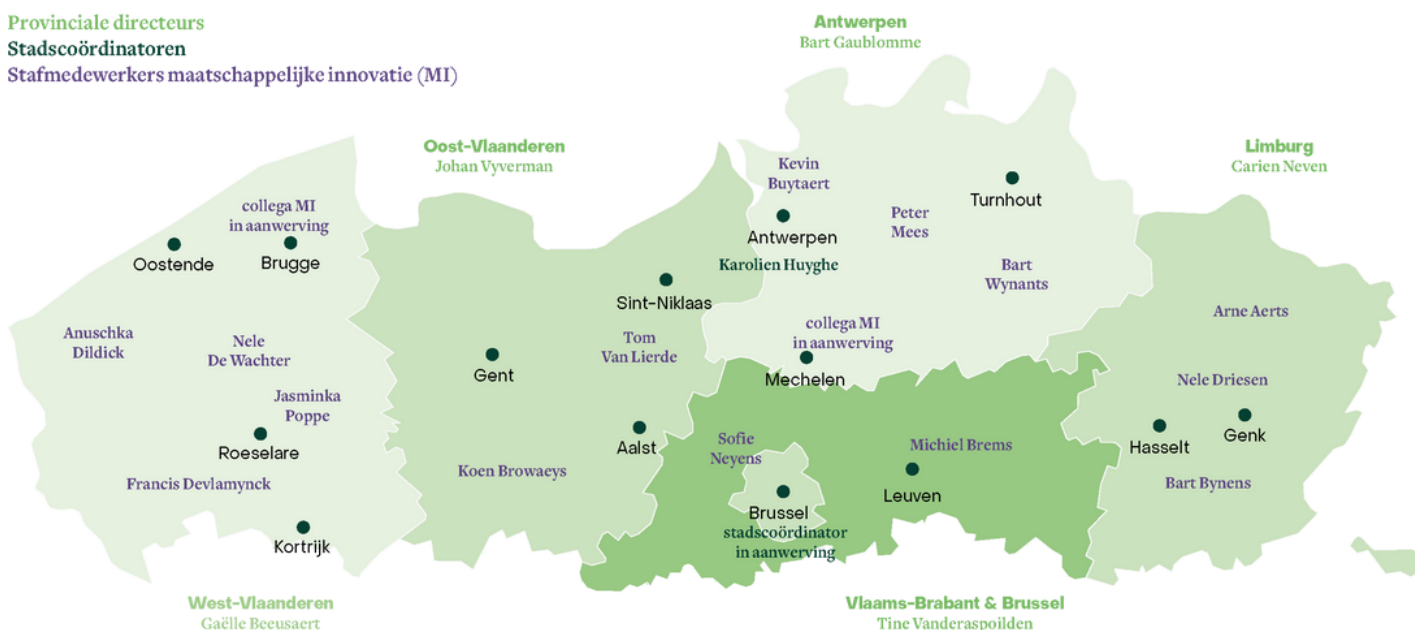 Provinciale directeurs
Stadscoördinatoren
Stafmedewerkers maatschappelijke innovatie (MI)
Antwerpen
Bart Gaublomme
Oost-Vlaanderen
Johan Vyverman
Limburg
Carien Neven
collega MI
in aanwerving
Oostende
Brugge
Anuschka
Dildick
Nele
De Wachter
Jasminka
Poppe
Roeselare
Francis Devlamynck
Kortrijk
West-Vlaanderen
Gaëlle Beeusaert
Sint-Niklaas
Tom
Van Lierde
Gent
Aalst
Koen Browaeys
Kevin
Buytaert
Antwerpen
Karolien Huyghe
Turnhout
Peter
Mees
Bart
Wynants
collega MI
in aanwerving
Mechelen
Sofie
Neyens
Michiel Brems
Leuven
Brussel
stadscoördinator
in aanwerving
Vlaams-Brabant & Brussel
Tine Vanderaspoilden
Arne Aerts
Nele Driesen
Hasselt
Genk
Bart Bynens